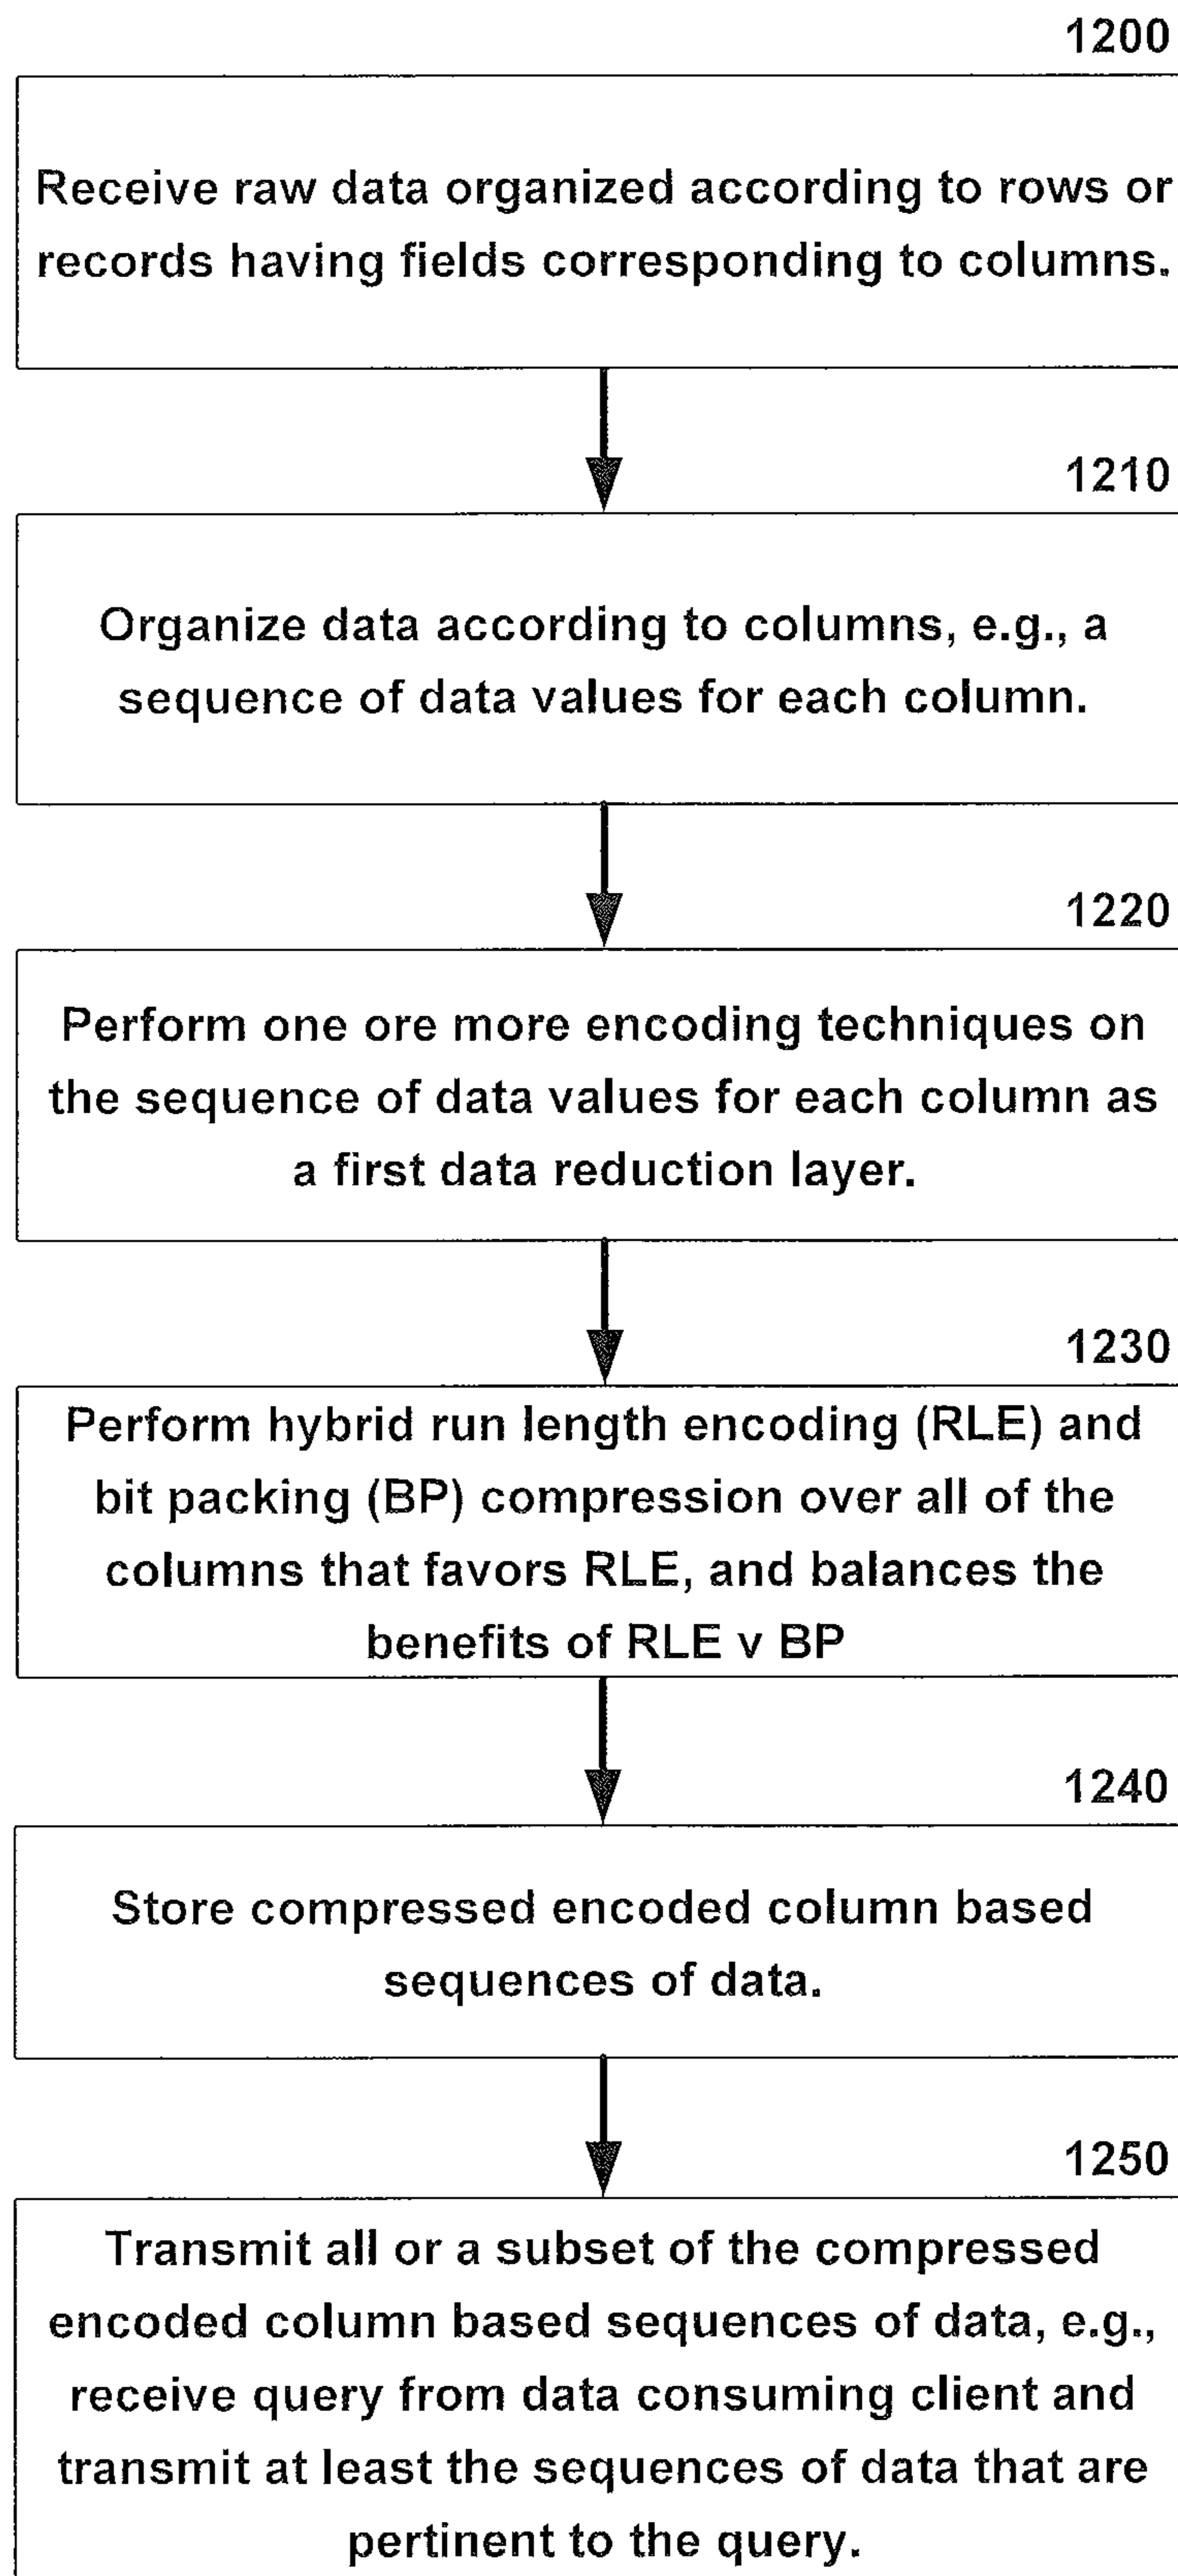 1200
Receive raw data organized according to rows or
records having fields corresponding to columns.
1210
Organize data according to columns, e.g., a
sequence of data values for each column.
1220
Perform one ore more encoding techniques on
the sequence of data values for each column as
a first data reduction layer.
1230
Perform hybrid run length encoding (RLE) and
bit packing (BP) compression over all of the
columns that favors RLE, and balances the
benefits of RLE v BP
1240
Store compressed encoded column based
sequences of data.
1250
Transmit all or a subset of the compressed
encoded column based sequences of data, e.g.,
receive query from data consuming client and
transmit at least the sequences of data that are
pertinent to the query.